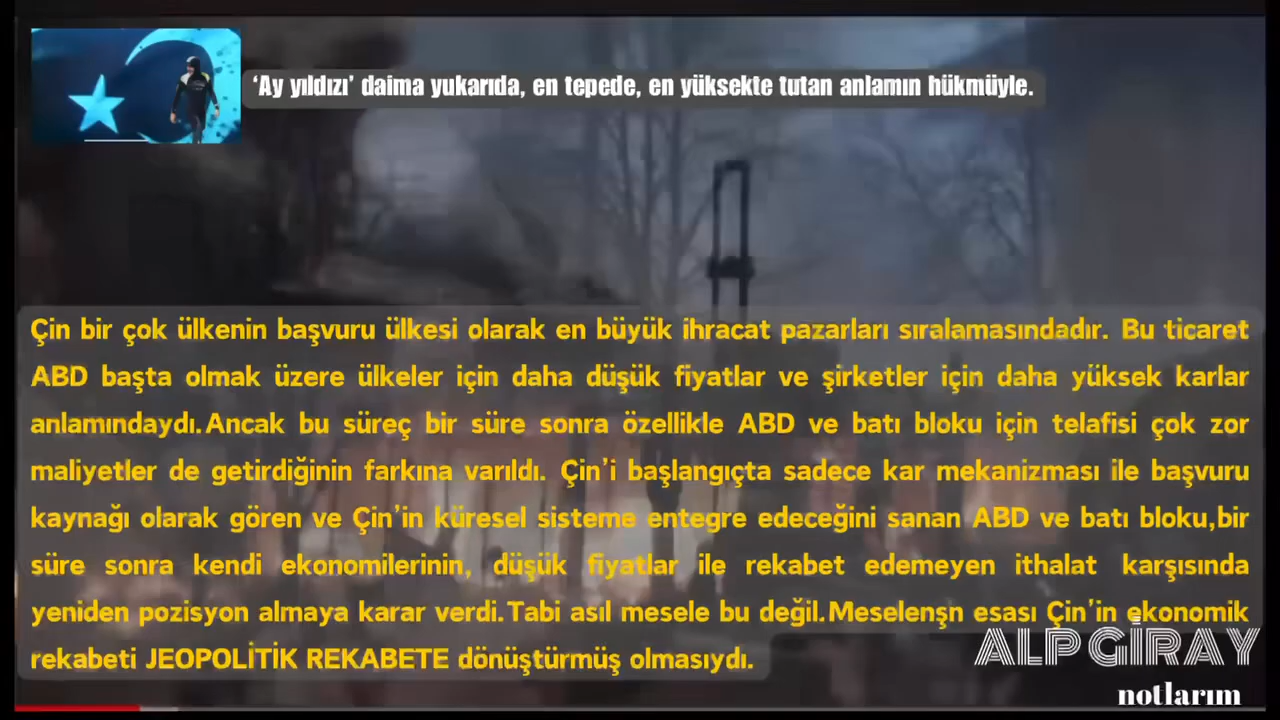 ‘Ay yıldızı’ daima yukarıda, en tepede, en yüksekte tutan anlamın hükmüyle.
Çin bir çok ülkenin başvuru ülkesi olarak en büyük ihracat pazarları sıralamasındadır. Bu ticaret
ABD başta olmak üzere ülkeler için daha düşük fiyatlar ve şirketler için daha yüksek karlar
anlamındaydı.Ancak bu süreç bir süre sonra özellikle ABD ve batı bloku için telafisi çok zor
maliyetler de getirdiğinin farkına varıldı. Çin’i başlangıçta sadece kar mekanizması ile başvuru
kaynağı olarak gören ve Çin’in küresel sisteme entegre edeceğini sanan ABD ve batı bloku,bir
süre sonra kendi ekonomilerinin, düşük fiyatlar ile rekabet edemeyen ithalat karşısında
yeniden pozisyon almaya karar verdi.Tabi asıl mesele bu değil.Meselenşn esası Çin’in ekonomik
rekabeti JEOPOLİTİK REKABETE dönüştürmüş olmasıydı.
ALP GİRAY
notlarım